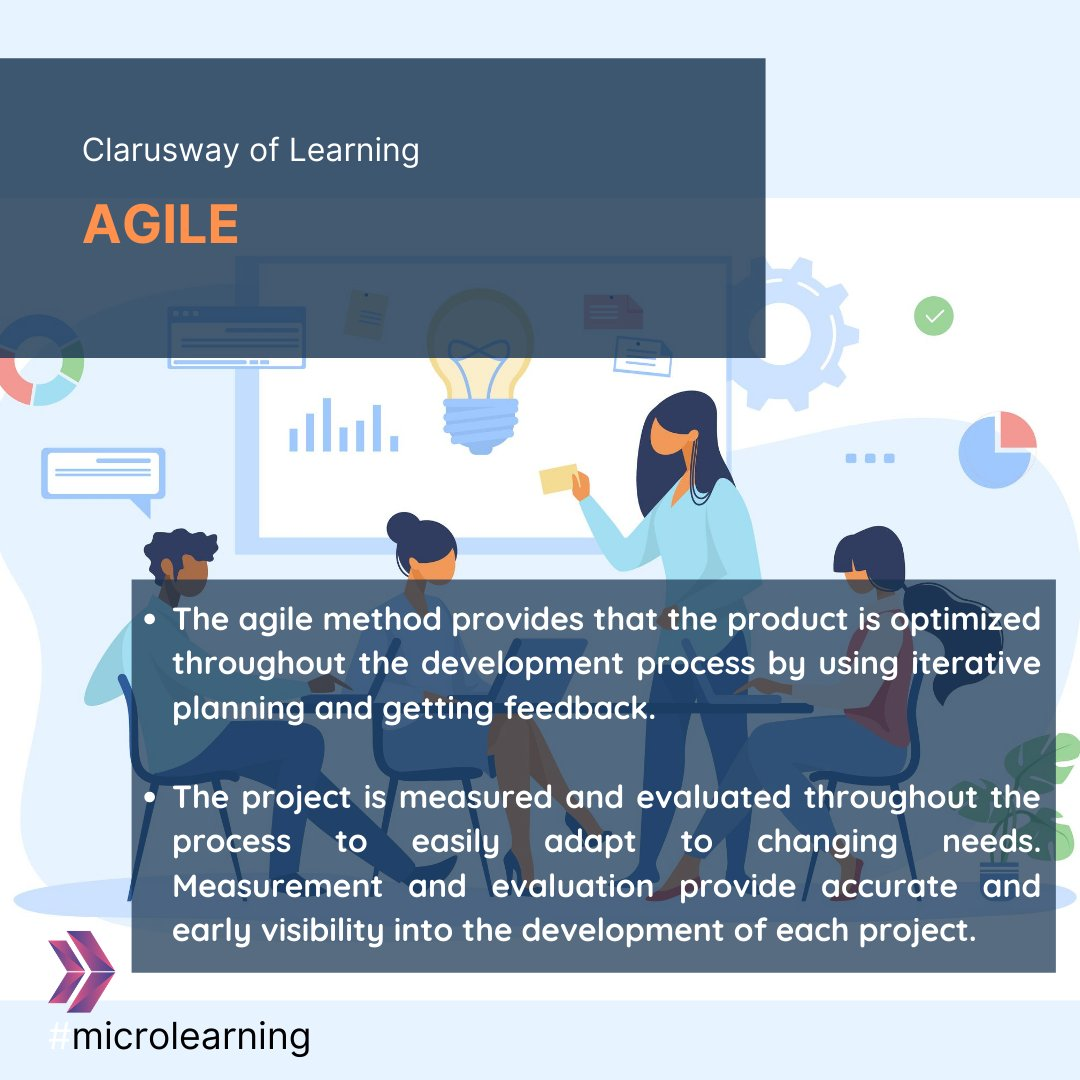 Clarusway of Learning
AGILE
• The agile method provides that the product is optimized
throughout the development process by using iterative
planning and getting feedback.
• The project is measured and evaluated throughout the
process to easily adapt to changing needs.
Measurement and evaluation provide accurate and
early visibility into the development of each project.
#microlearning